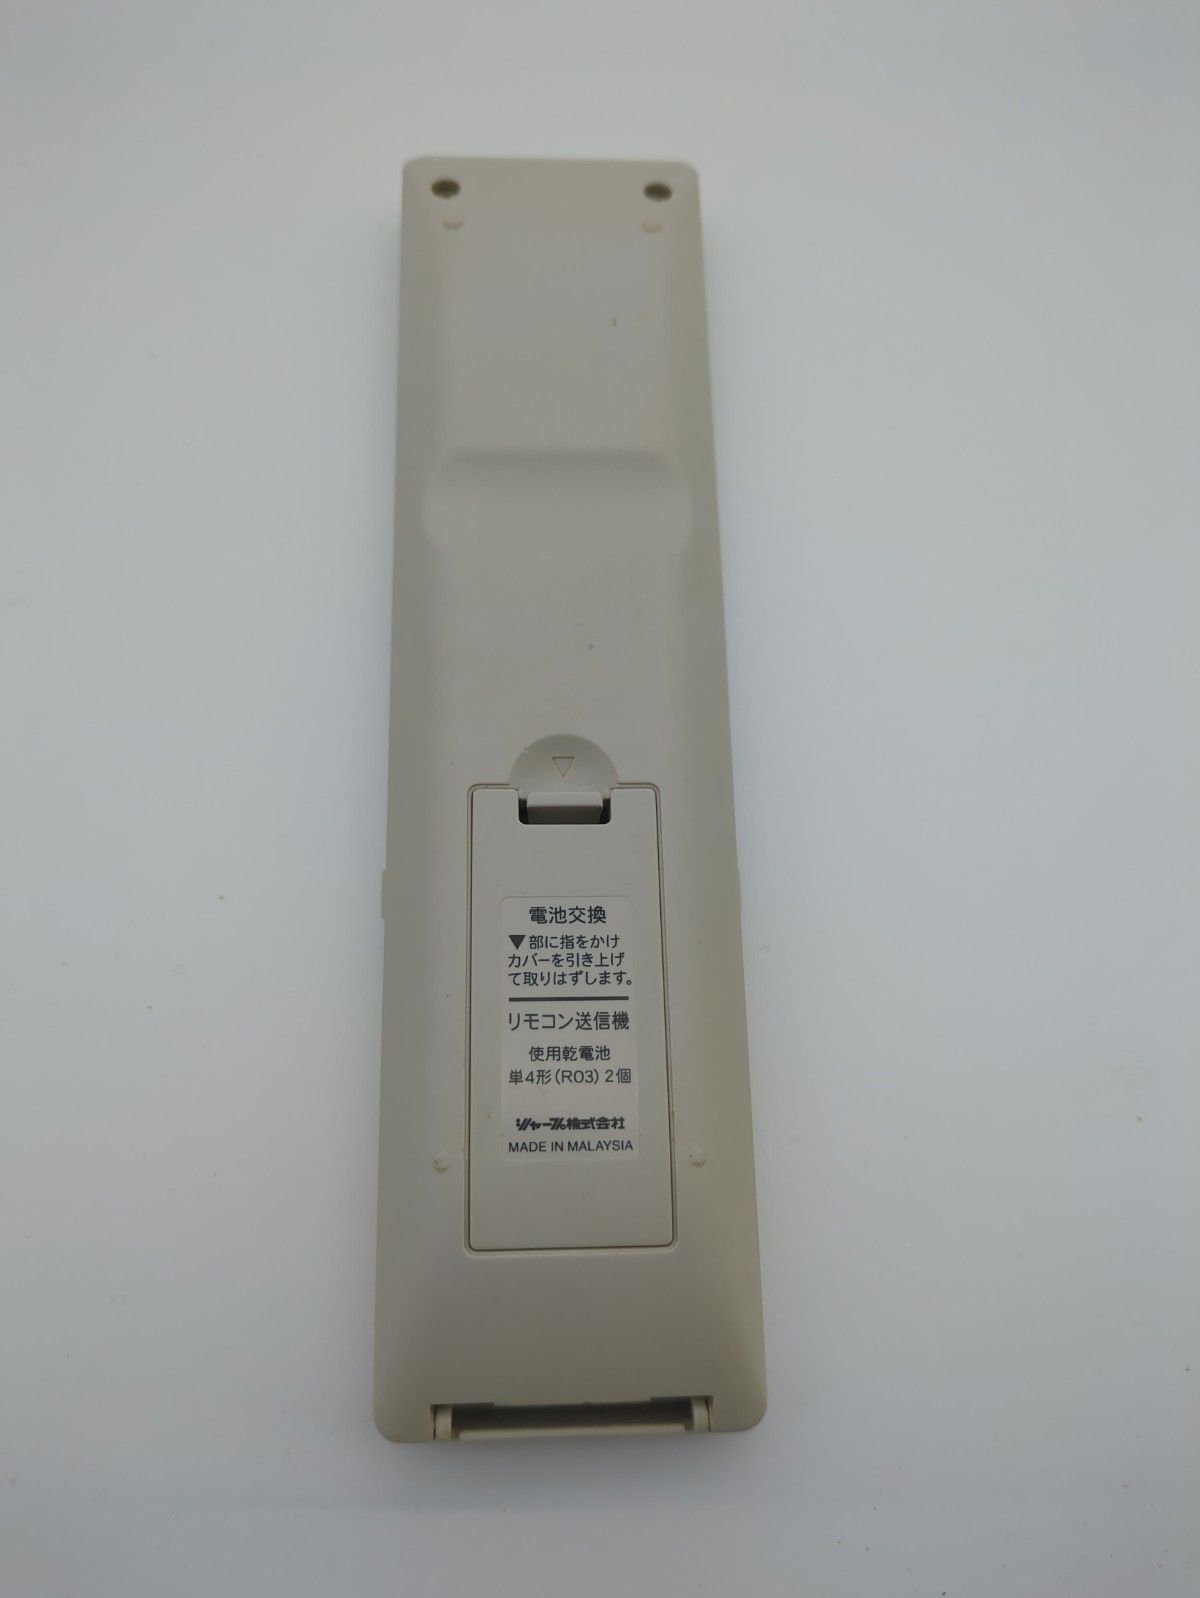 電池交換
▼部に指をかけ
カバーを引き上げ
て取りはずします。
リモコン送信機
使用乾電池
単4形(R03)2個
シャープ株式会社
MADE IN MALAYSIA